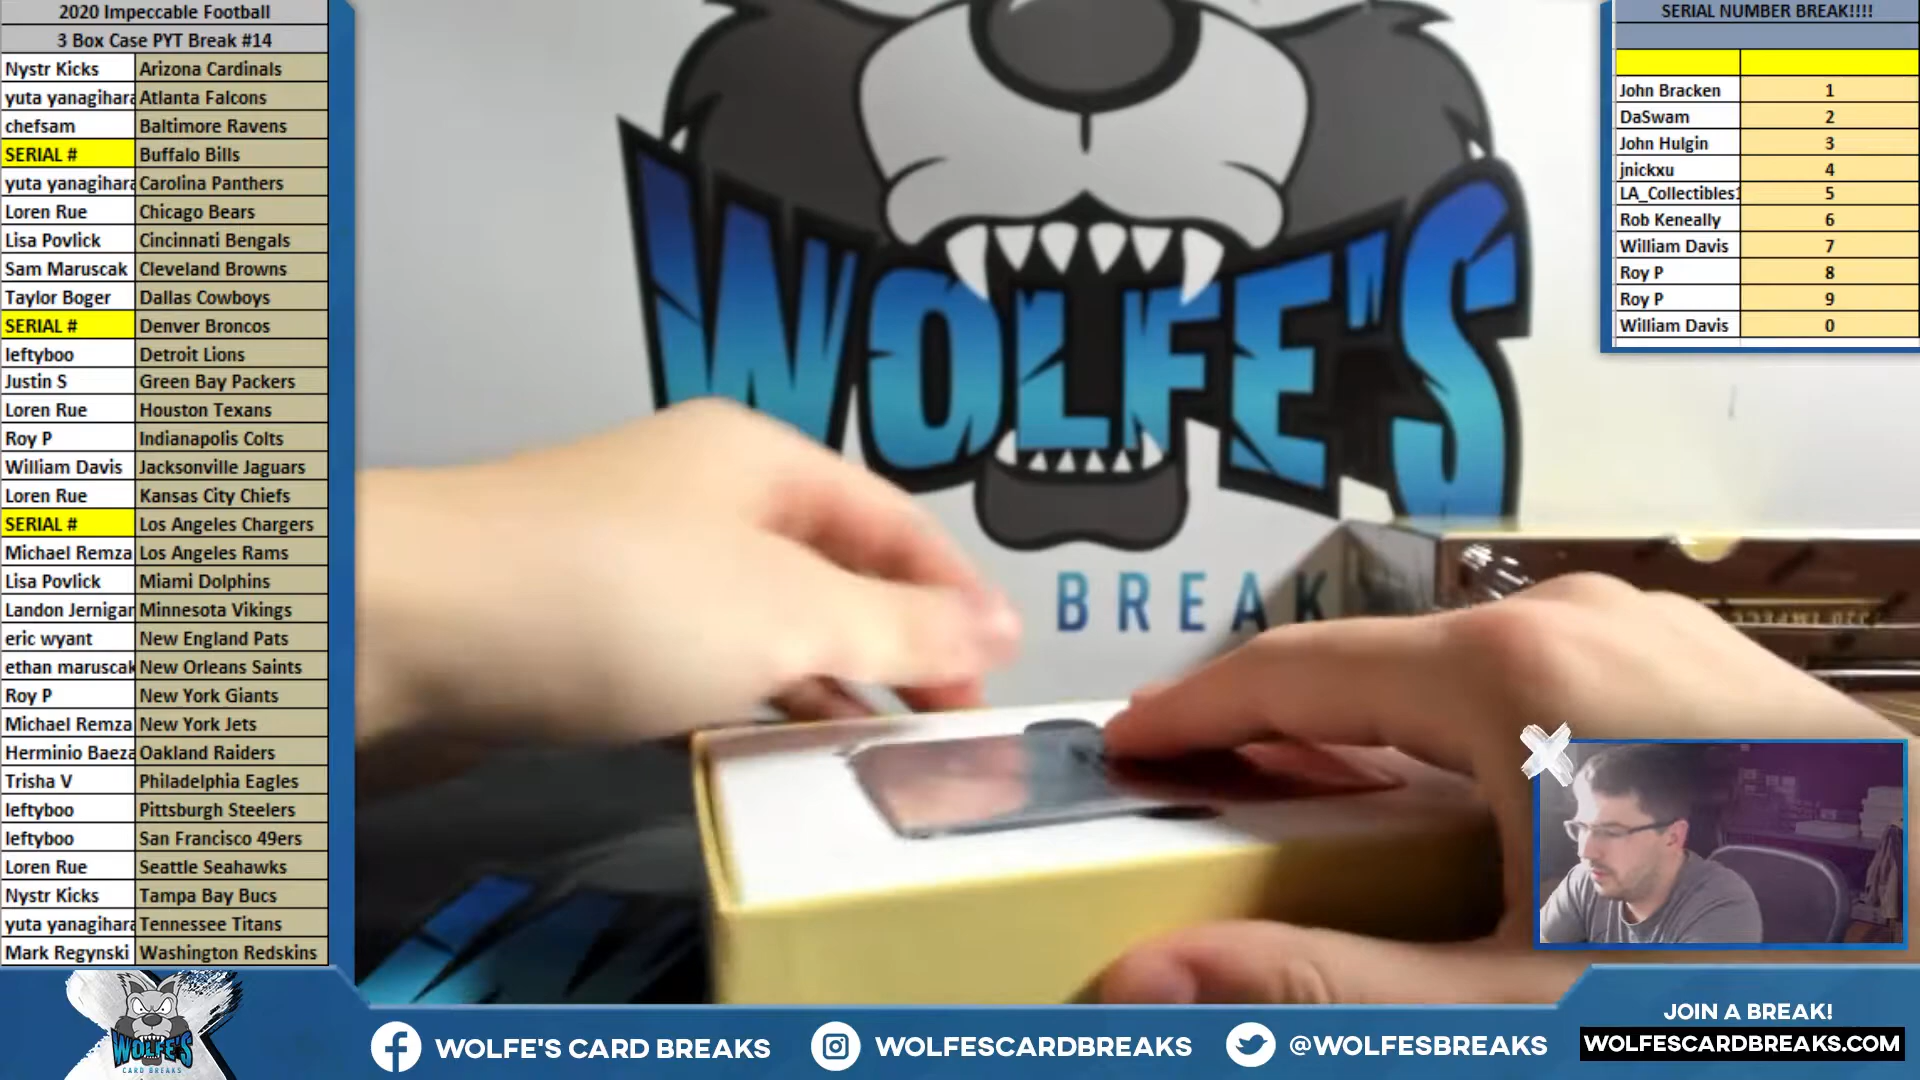 2020 Impeccable Football
3 Box Case PYT Break #14
Nystr Kicks Arizona Cardinals
yuta yanagihara Atlanta Falcons
chefsam Baltimore Ravens
SERIAL # Buffalo Bills
yuta yanagihara Carolina Panthers
Loren Rue Chicago Bears
Lisa Povlick Cincinnati Bengals
Sam Maruscak Cleveland Browns
Taylor Boger Dallas Cowboys
SERIAL # Denver Broncos
leftyboo Detroit Lions
Justin S Green Bay Packers
Loren Rue Houston Texans
Roy P Indianapolis Colts
William Davis Jacksonville Jaguars
Loren Rue Kansas City Chiefs
SERIAL # Los Angeles Chargers
Michael Remza Los Angeles Rams
Lisa Povlick Miami Dolphins
Landon Jernigan Minnesota Vikings
eric wyant New England Pats
ethan maruscak New Orleans Saints
Roy P New York Giants
Michael Remza New York Jets
Herminio Baeza Oakland Raiders
Trisha V Philadelphia Eagles
leftyboo Pittsburgh Steelers
leftyboo San Francisco 49ers
Loren Rue Seattle Seahawks
Nystr Kicks Tampa Bay Bucs
yuta yanagihara Tennessee Titans
Mark Regynski Washington Redskins
SERIAL NUMBER BREAK!!!!
John Bracken 1
DaSwam 2
John Hulgin 3
jnickxu 4
LA_Collectibles1 5
Rob Keneally 6
William Davis 7
Roy P 8
Roy P 9
William Davis 0
WOLFE'S
BREAK
WOLFE'S
CARD BREAKS
WOLFE'S CARD BREAKS
WOLFESCARDBREAKS
@WOLFESBREAKS
JOIN A BREAK!
WOLFESCARDBREAKS.COM